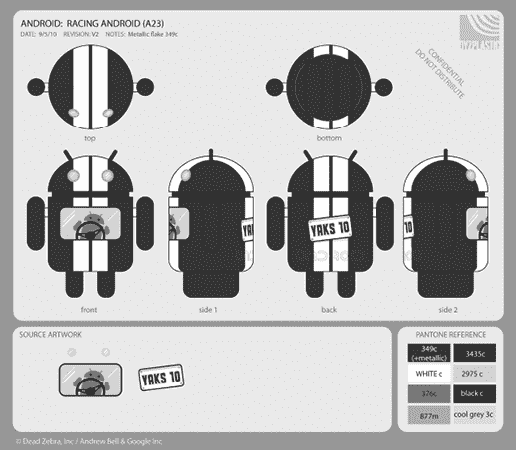 ANDROID: RACING ANDROID (A23)
DATE: 9/5/10 REVISION: V2 NOTES: Metallic flake 349c
CONFIDENTIAL
DO NOT DISTRIBUTE
top
bottom
YAKS 10
front
side 1
back
side 2
SOURCE ARTWORK
YAKS 10
PANTONE REFERENCE
349c
(+metallic)
3435c
WHITE c
2975 c
376c
black c
877m
cool grey 3c
© Dead Zebra, Inc / Andrew Bell & Google Inc